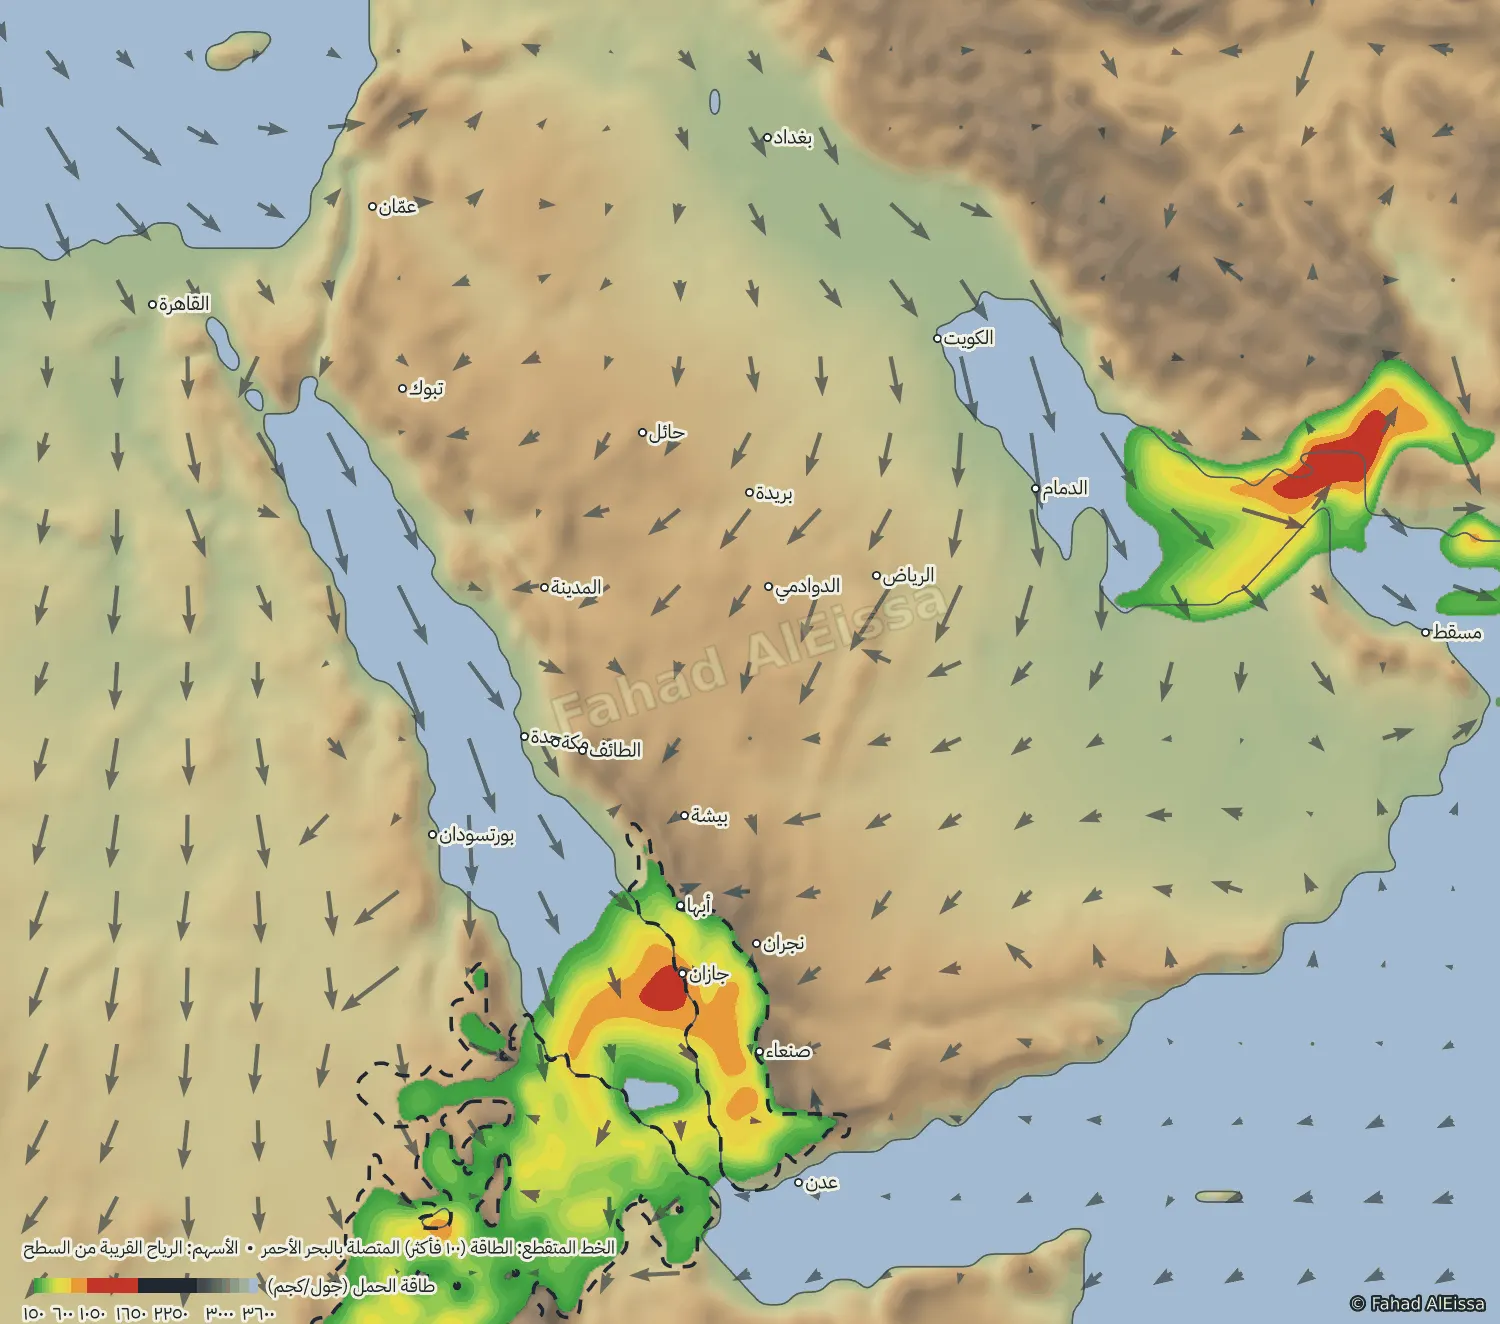 بغداد
عمّان
القاهرة
الكويت
تبوك
حائل
الدمام
بريدة
الرياض
المدينة
الدوادمي
مسقط
Fahad AlEissa
جدة
مكة
الطائف
بيشة
بورتسودان
أبها
نجران
جازان
صنعاء
عدن
الخط المتقطع: الطاقة (١٠٠ فأكثر) المتصلة بالبحر الأحمر • الأسهم: الرياح القريبة من السطح
طاقة الحمل (جول/كجم)
١٥٠ ٦٠٠ ١٠٥٠ ١٦٥٠ ٢٢٥٠ ٣٠٠٠ ٣٦٠٠
© Fahad AlEissa